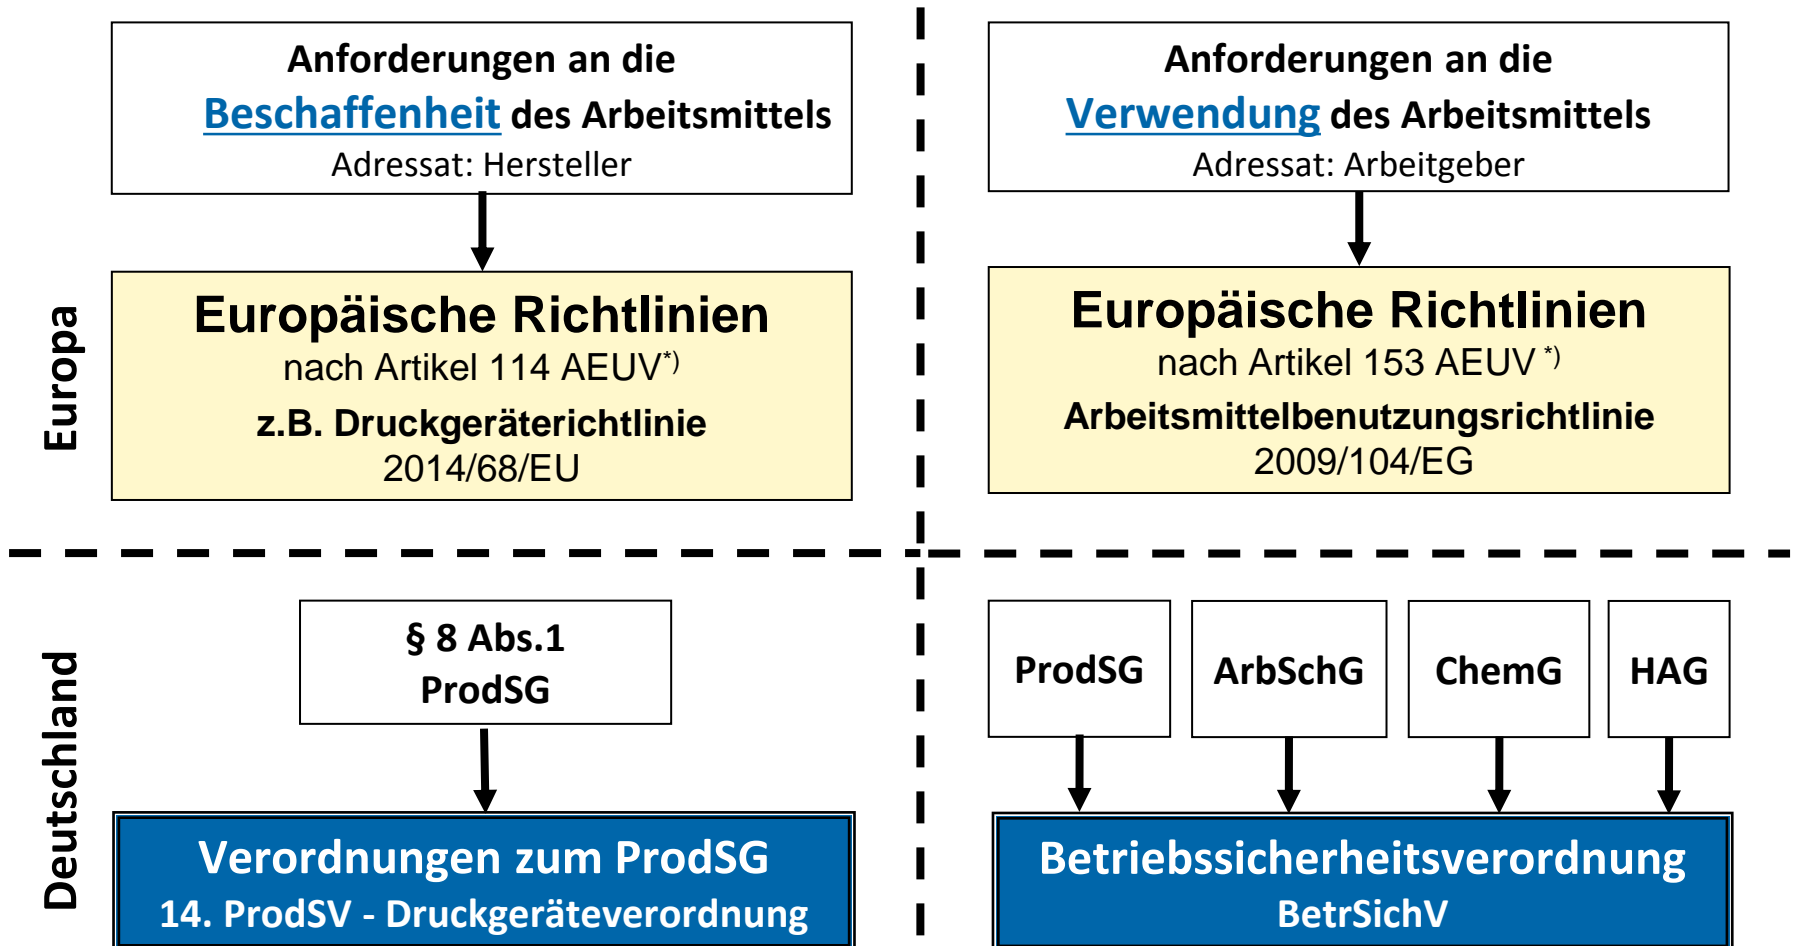 Anforderungen an die
Beschaffenheit des Arbeitsmittels
Adressat: Hersteller
Anforderungen an die
Verwendung des Arbeitsmittels
Adressat: Arbeitgeber
Europa
Europäische Richtlinien
nach Artikel 114 AEUV*)
z.B. Druckgeräterichtlinie
2014/68/EU
Europäische Richtlinien
nach Artikel 153 AEUV *)
Arbeitsmittelbenutzungsrichtlinie
2009/104/EG
Deutschland
§ 8 Abs.1
ProdSG
ProdSG
ArbSchG
ChemG
HAG
Verordnungen zum ProdSG
14. ProdSV - Druckgeräteverordnung
Betriebssicherheitsverordnung
BetrSichV